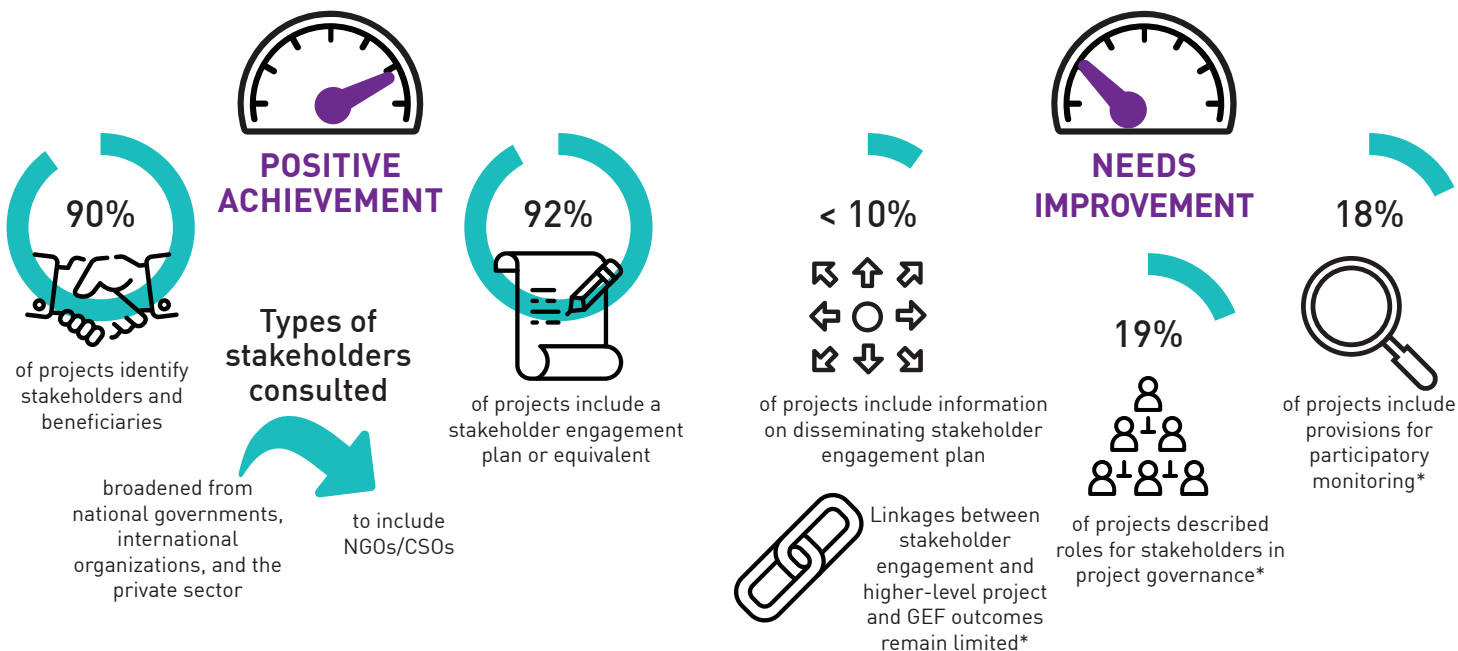 POSITIVE
ACHIEVEMENT
90%
of projects identify
stakeholders and
beneficiaries
Types of
stakeholders
consulted
broadened from
national governments,
international
organizations, and the
private sector
to include
NGOs/CSOs
92%
of projects include a
stakeholder engagement
plan or equivalent
NEEDS
IMPROVEMENT
< 10%
of projects include information
on disseminating stakeholder
engagement plan
Linkages between
stakeholder
engagement and
higher-level project
and GEF outcomes
remain limited*
19%
of projects described
roles for stakeholders in
project governance*
18%
of projects include
provisions for
participatory
monitoring*